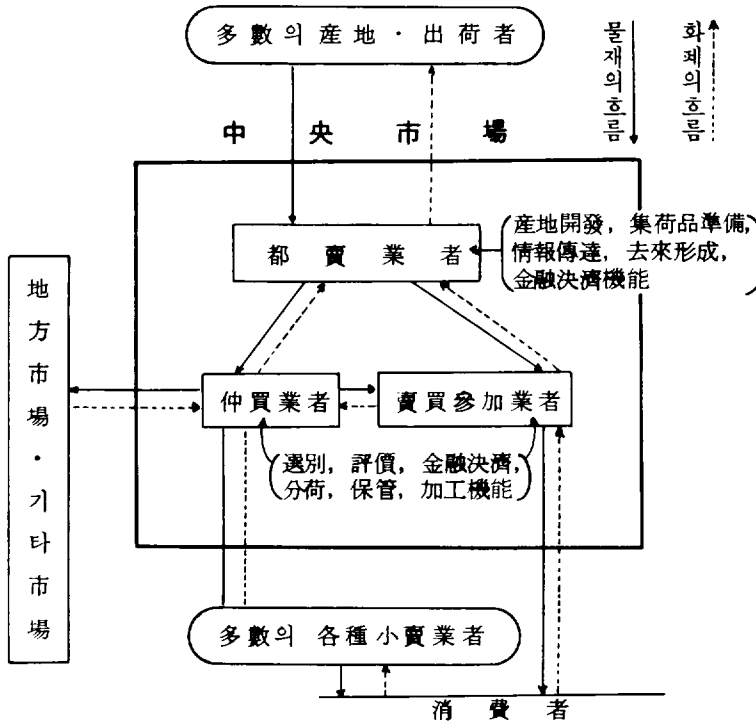 多數의 産地 · 出荷者
물재의흐름
화폐의흐름
中央市場
都賣業者
産地開發, 集荷品準備,
情報傳達, 去來形成,
金融決濟機能
地方市場 · 기타市場
仲買業者
賣買參加業者
選別, 評價, 金融決濟,
分荷, 保管, 加工機能
多數의 各種小賣業者
消費者